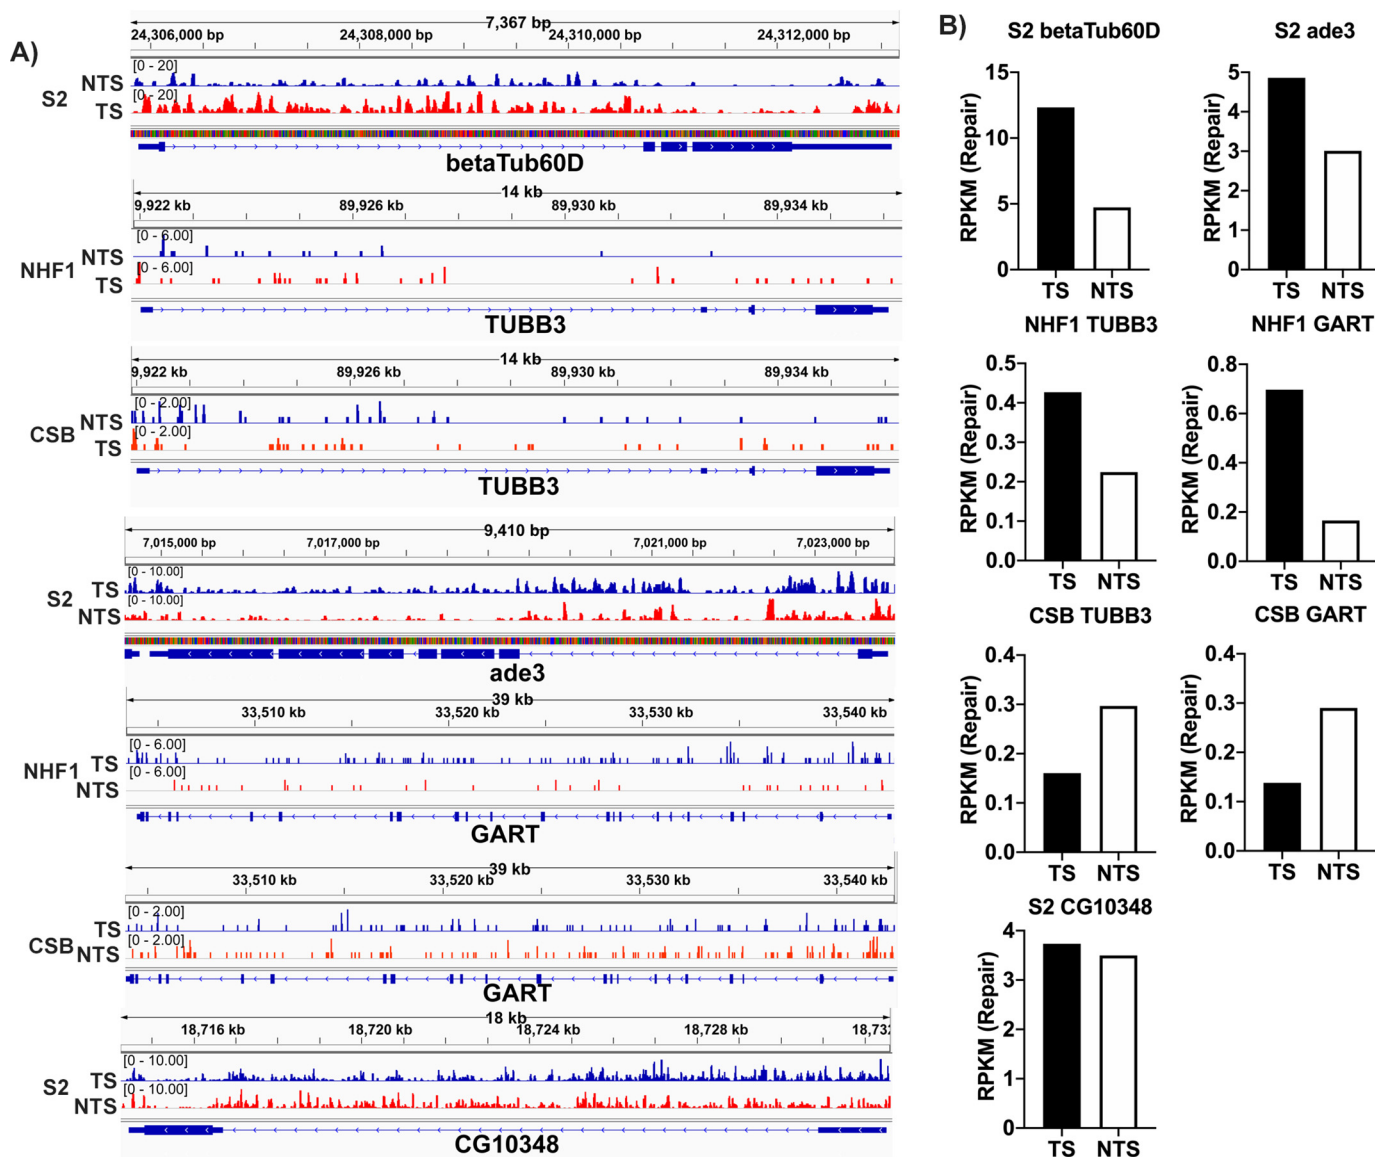 A)
7,367 bp
24,306,000 bp 24,308,000 bp 24,310,000 bp 24,312,000 bp
[0 - 20]
NTS
S2
[0 - 20]
TS
betaTub60D
14 kb
9,922 kb 89,926 kb 89,930 kb 89,934 kb
[0 - 6.00]
NTS
NHF1
[0 - 6.00]
TS
TUBB3
14 kb
9,922 kb 89,926 kb 89,930 kb 89,934 kb
[0 - 2.00]
NTS
CSB
[0 - 2.00]
TS
TUBB3
9,410 bp
7,015,000 bp 7,017,000 bp 7,021,000 bp 7,023,000 bp
[0 - 10.00]
TS
S2
[0 - 10.00]
NTS
ade3
39 kb
33,510 kb 33,520 kb 33,530 kb 33,540 kb
[0 - 6.00]
TS
NHF1
[0 - 6.00]
NTS
GART
39 kb
33,510 kb 33,520 kb 33,530 kb 33,540 kb
[0 - 2.00]
TS
CSB
[0 - 2.00]
NTS
GART
18 kb
18,716 kb 18,720 kb 18,724 kb 18,728 kb 18,732
[0 - 10.00]
TS
S2
[0 - 10.00]
NTS
CG10348
B)
S2 betaTub60D
RPKM (Repair)
15
10
5
0
TS NTS
S2 ade3
RPKM (Repair)
5
4
3
2
1
0
TS NTS
NHF1 TUBB3
RPKM (Repair)
0.5
0.4
0.3
0.2
0.1
0.0
TS NTS
NHF1 GART
RPKM (Repair)
0.8
0.6
0.4
0.2
0.0
TS NTS
CSB TUBB3
RPKM (Repair)
0.4
0.3
0.2
0.1
0.0
TS NTS
CSB GART
RPKM (Repair)
0.4
0.3
0.2
0.1
0.0
TS NTS
S2 CG10348
RPKM (Repair)
4
3
2
1
0
TS NTS